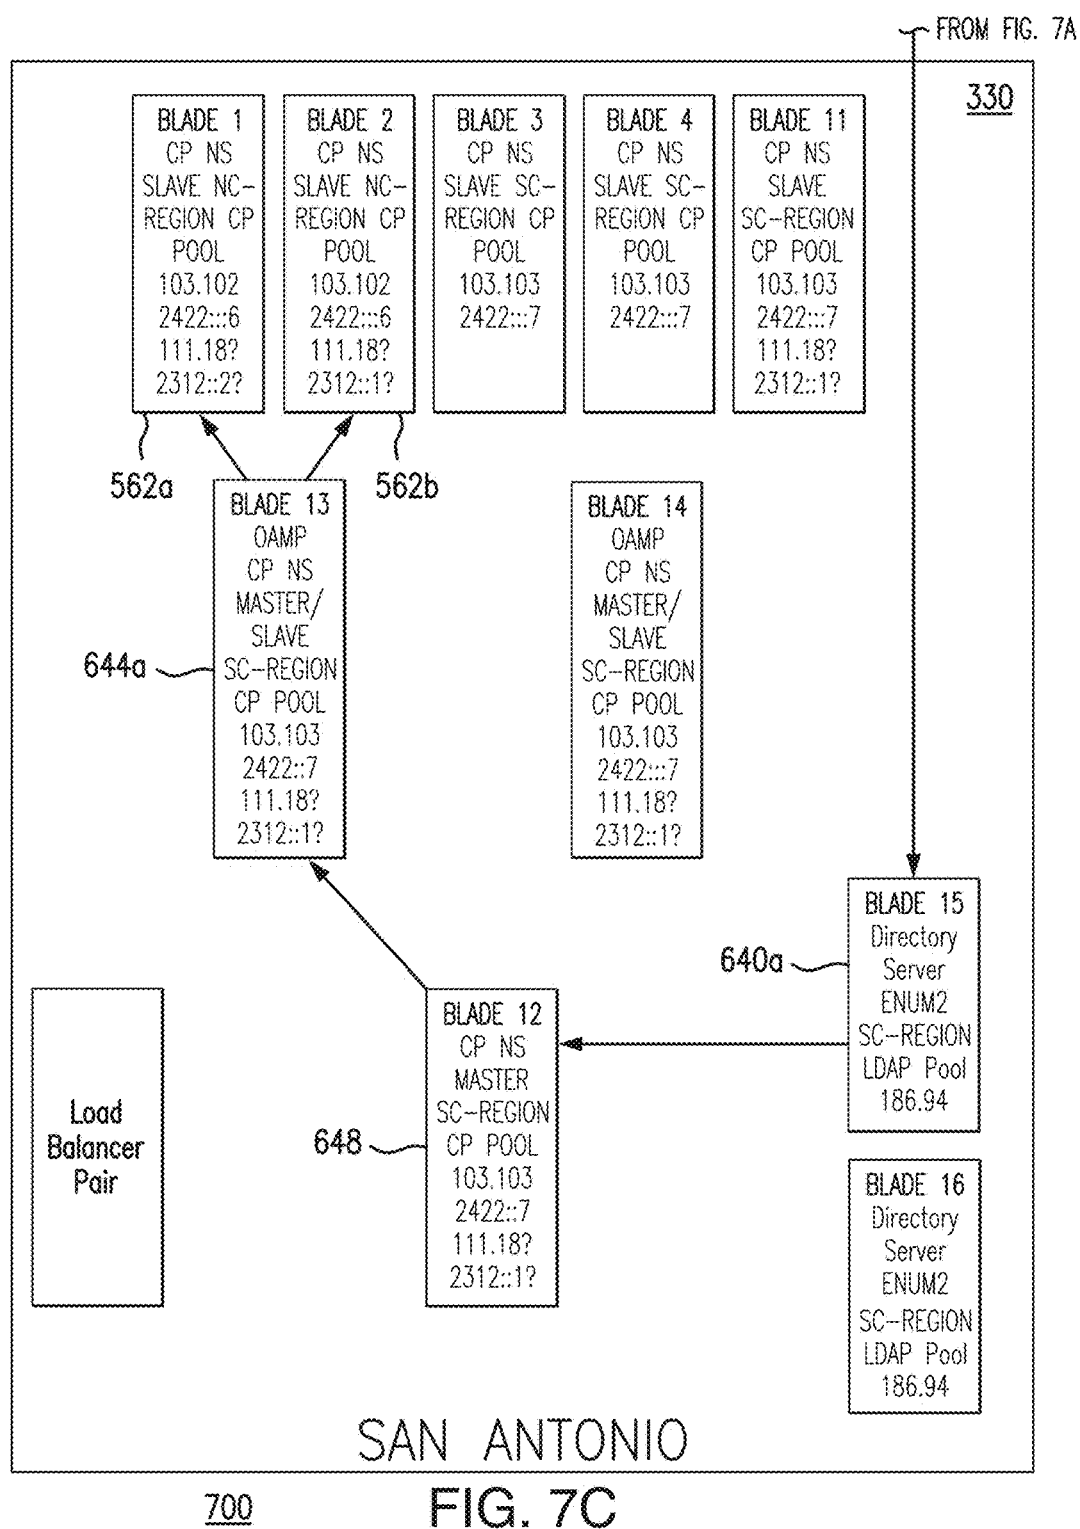 FROM FIG. 7A
330
BLADE 1
CP NS
SLAVE NC-
REGION CP
POOL
103.102
2422:::6
111.18?
2312::2?
BLADE 2
CP NS
SLAVE NC-
REGION CP
POOL
103.102
2422:::6
111.18?
2312::1?
BLADE 3
CP NS
SLAVE SC-
REGION CP
POOL
103.103
2422:::7
BLADE 4
CP NS
SLAVE SC-
REGION CP
POOL
103.103
2422:::7
BLADE 11
CP NS
SLAVE
SC-REGION
CP POOL
103.103
2422:::7
111.18?
2312::1?
562a
562b
BLADE 13
OAMP
CP NS
MASTER/
SLAVE
SC-REGION
CP POOL
103.103
2422::7
111.18?
2312::1?
644a
BLADE 14
OAMP
CP NS
MASTER/
SLAVE
SC-REGION
CP POOL
103.103
2422:::7
111.18?
2312::1?
BLADE 15
Directory
Server
ENUM2
SC-REGION
LDAP Pool
186.94
640a
BLADE 12
CP NS
MASTER
SC-REGION
CP POOL
103.103
2422::7
111.18?
2312::1?
648
Load
Balancer
Pair
BLADE 16
Directory
Server
ENUM2
SC-REGION
LDAP Pool
186.94
SAN ANTONIO
700
FIG. 7C